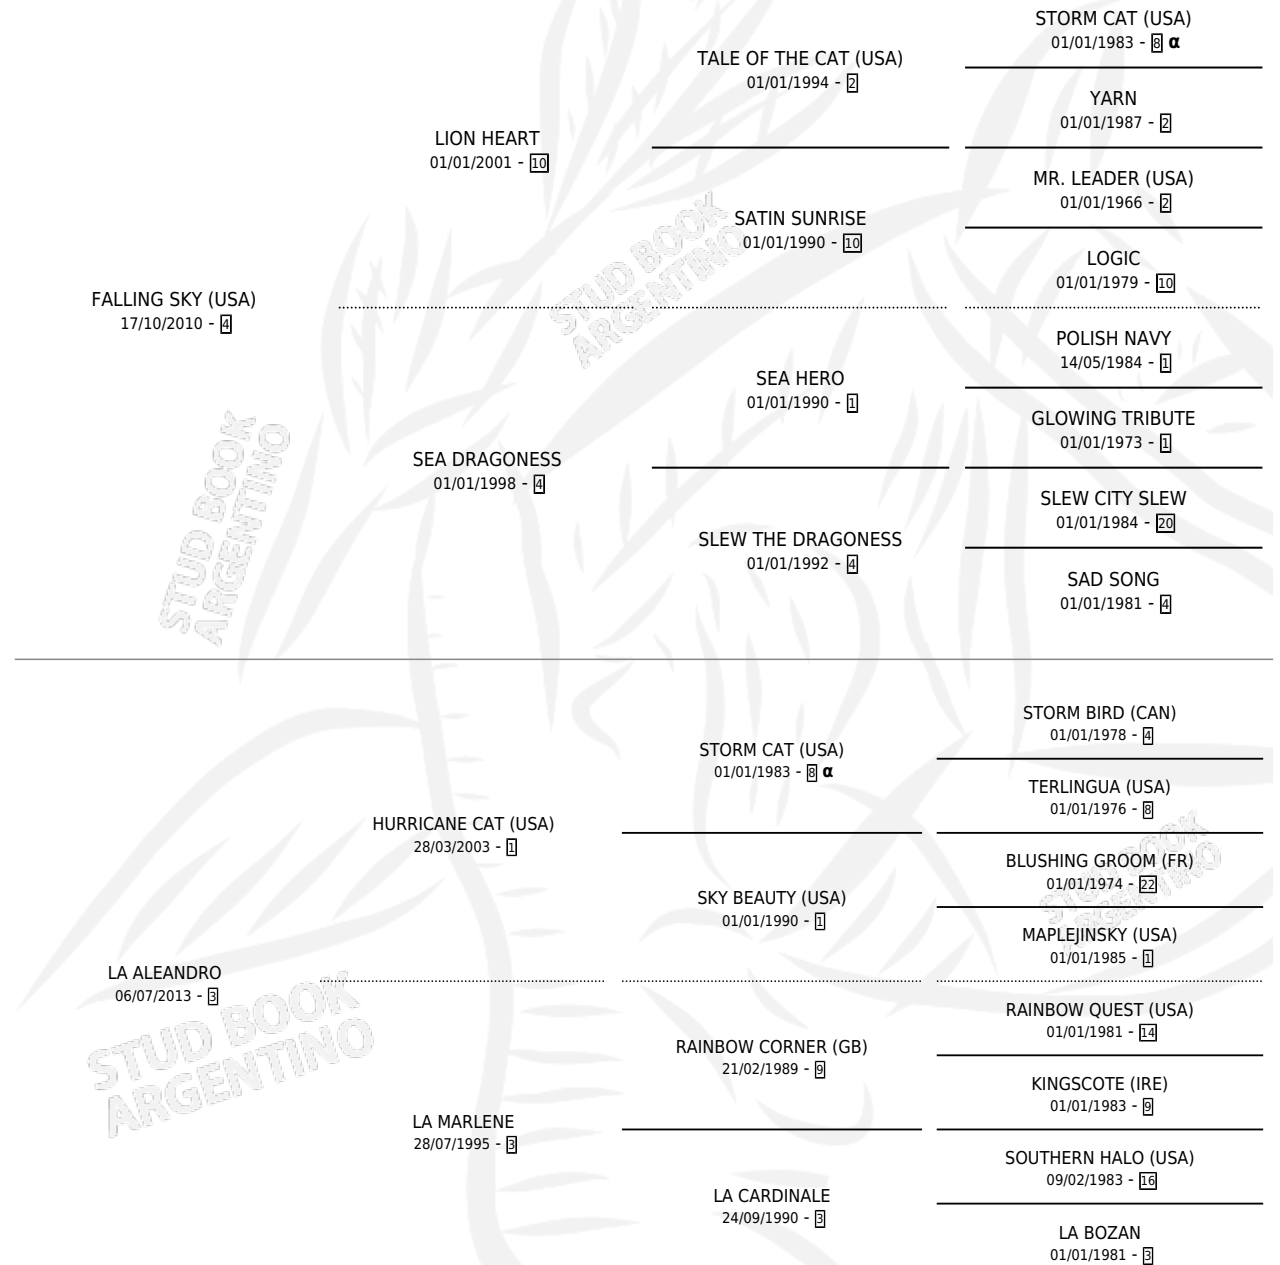 STORM CAT (USA)
01/01/1983 - 8 α
TALE OF THE CAT (USA)
01/01/1994 - 2
YARN
01/01/1987 - 2
LION HEART
01/01/2001 - 10
MR. LEADER (USA)
01/01/1966 - 2
SATIN SUNRISE
01/01/1990 - 10
LOGIC
01/01/1979 - 10
FALLING SKY (USA)
17/10/2010 - 4
STUD BOOK
ARGENTINO
POLISH NAVY
14/05/1984 - 1
SEA HERO
01/01/1990 - 1
GLOWING TRIBUTE
01/01/1973 - 1
SEA DRAGONESS
01/01/1998 - 4
SLEW CITY SLEW
01/01/1984 - 20
SLEW THE DRAGONESS
01/01/1992 - 4
SAD SONG
01/01/1981 - 4
STUD BOOK
ARGENTINO
STORM BIRD (CAN)
01/01/1978 - 4
STORM CAT (USA)
01/01/1983 - 8 α
TERLINGUA (USA)
01/01/1976 - 8
HURRICANE CAT (USA)
28/03/2003 - 1
BLUSHING GROOM (FR)
01/01/1974 - 22
STUD BOOK
ARGENTINO
SKY BEAUTY (USA)
01/01/1990 - 1
MAPLEJINSKY (USA)
01/01/1985 - 1
LA ALEANDRO
06/07/2013 - 3
STUD BOOK
ARGENTINO
RAINBOW QUEST (USA)
01/01/1981 - 14
RAINBOW CORNER (GB)
21/02/1989 - 9
KINGSCOTE (IRE)
01/01/1983 - 9
LA MARLENE
28/07/1995 - 3
SOUTHERN HALO (USA)
09/02/1983 - 16
LA CARDINALE
24/09/1990 - 3
LA BOZAN
01/01/1981 - 3